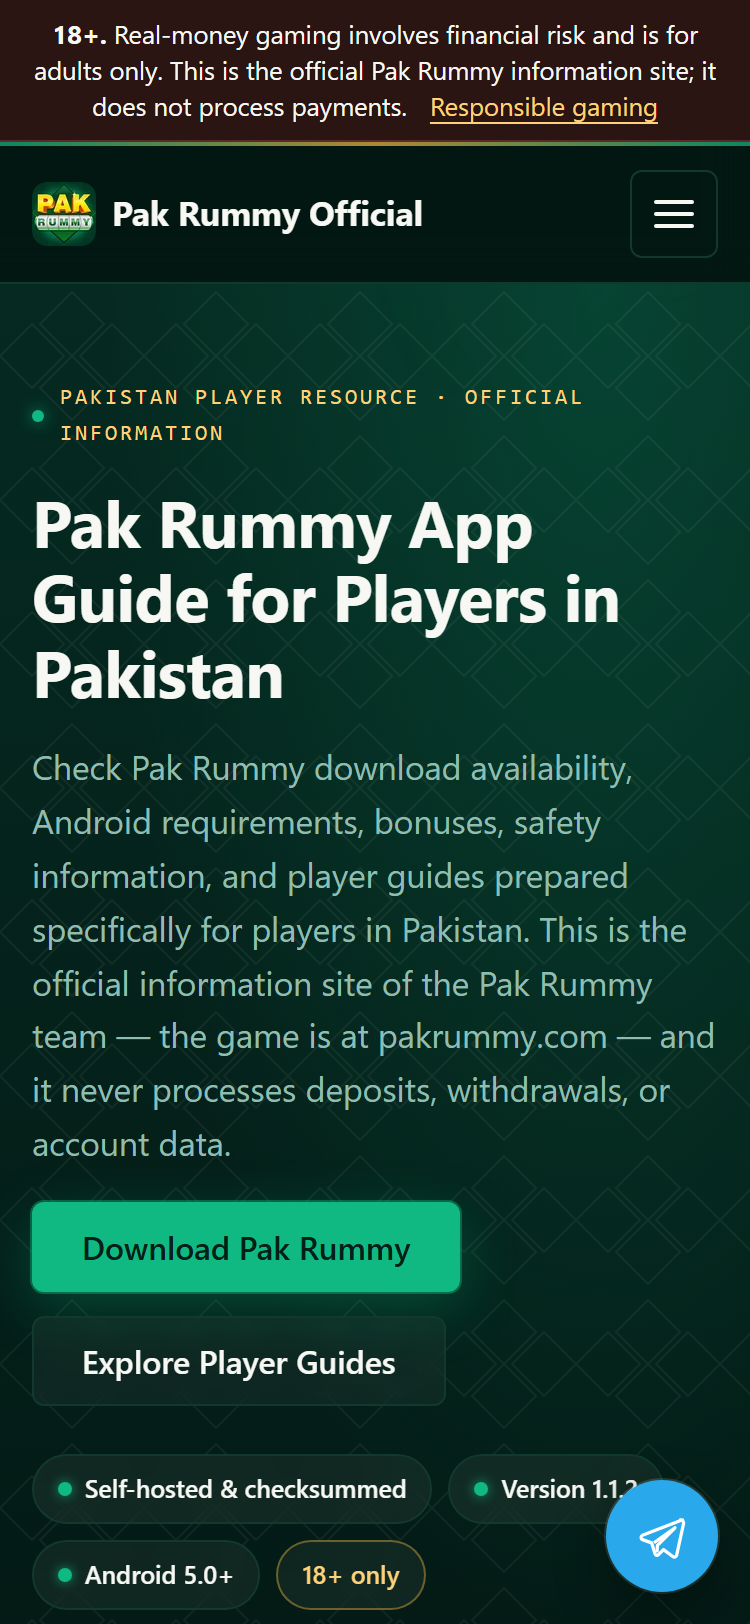 18+. Real-money gaming involves financial risk and is for
adults only. This is the official Pak Rummy information site; it
does not process payments. Responsible gaming
PAK
RUMMY
Pak Rummy Official
PAKISTAN PLAYER RESOURCE · OFFICIAL
INFORMATION
Pak Rummy App
Guide for Players in
Pakistan
Check Pak Rummy download availability,
Android requirements, bonuses, safety
information, and player guides prepared
specifically for players in Pakistan. This is the
official information site of the Pak Rummy
team — the game is at pakrummy.com — and
it never processes deposits, withdrawals, or
account data.
Download Pak Rummy
Explore Player Guides
Self-hosted & checksummed
Version 1.1.2
Android 5.0+
18+ only